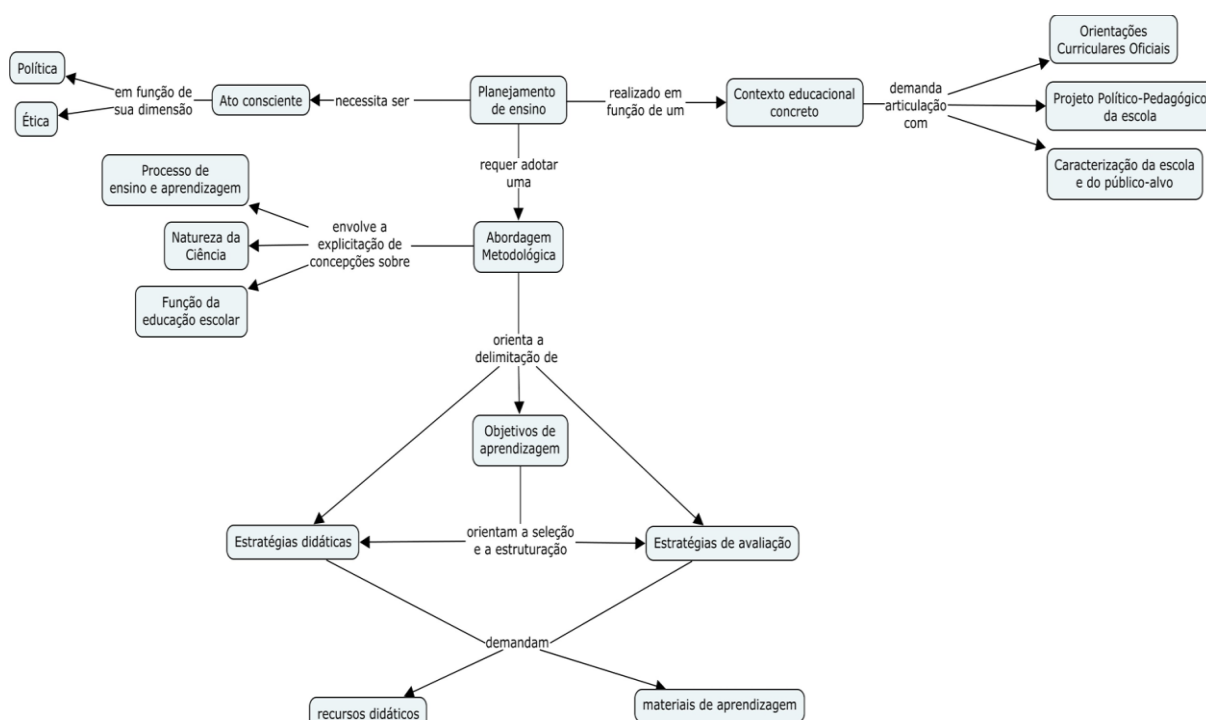 Orientações
Curriculares Oficiais
Política
em função de
sua dimensão
Ato consciente
necessita ser
Planejamento
de ensino
realizado em
função de um
Contexto educacional
concreto
demanda
articulação
com
Projeto Político-Pedagógico
da escola
Ética
Caracterização da escola
e do público-alvo
Processo de
ensino e aprendizagem
requer adotar
uma
Natureza da
Ciência
envolve a
explicitação de
concepções sobre
Abordagem
Metodológica
Função da
educação escolar
orienta a
delimitação de
Objetivos de
aprendizagem
Estratégias didáticas
orientam a seleção
e a estruturação
Estratégias de avaliação
demandam
recursos didáticos
materiais de aprendizagem